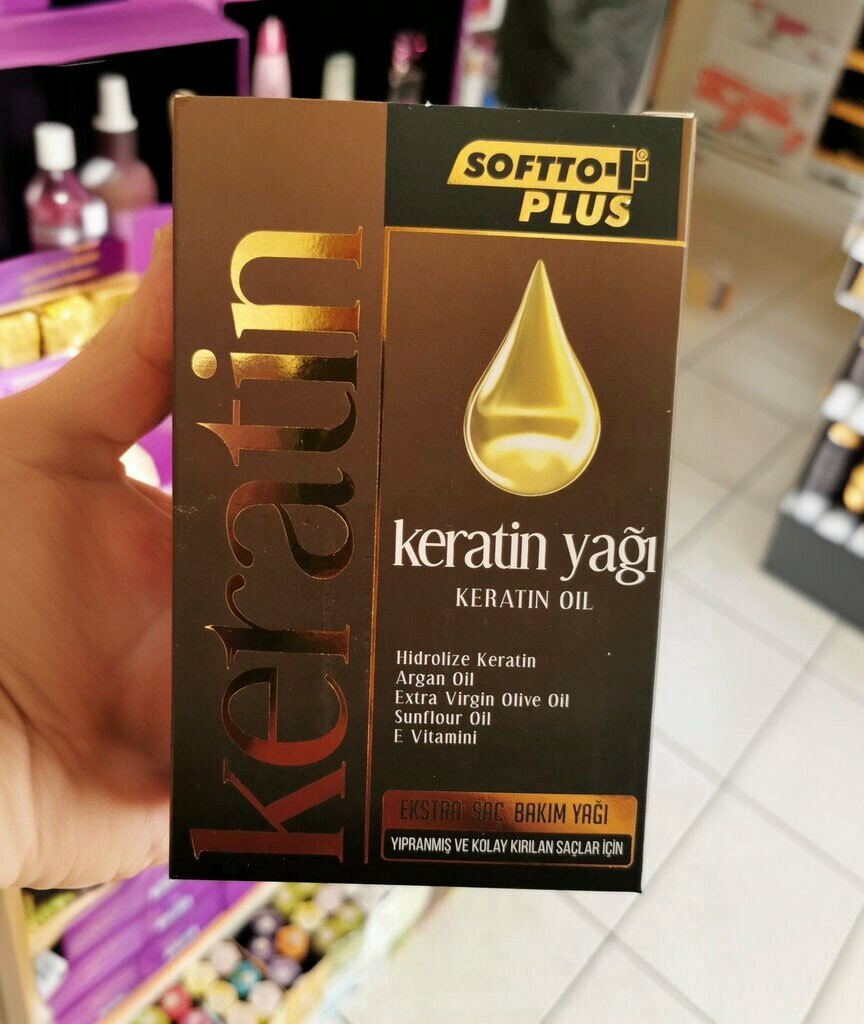 keratin
SOFTTO+®
PLUS
keratin yağı
KERATIN OIL
Hidrolize Keratin
Argan Oil
Extra Virgin Olive Oil
Sunflour Oil
E Vitamini
EKSTRA SAÇ BAKIM YAĞI
YIPRANMIŞ VE KOLAY KIRILAN SAÇLAR İÇİN